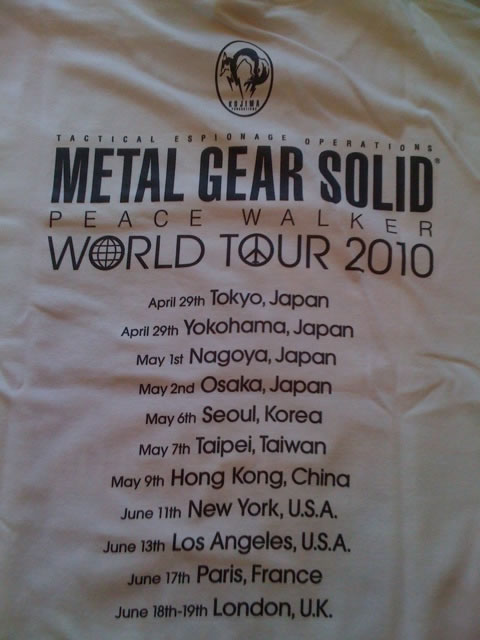 KOJIMA
PRODUCTIONS
TACTICAL ESPIONAGE OPERATIONS
METAL GEAR SOLID®
PEACE WALKER
WORLD TOUR 2010
April 29th Tokyo, Japan
April 29th Yokohama, Japan
May 1st Nagoya, Japan
May 2nd Osaka, Japan
May 6th Seoul, Korea
May 7th Taipei, Taiwan
May 9th Hong Kong, China
June 11th New York, U.S.A.
June 13th Los Angeles, U.S.A.
June 17th Paris, France
June 18th-19th London, U.K.